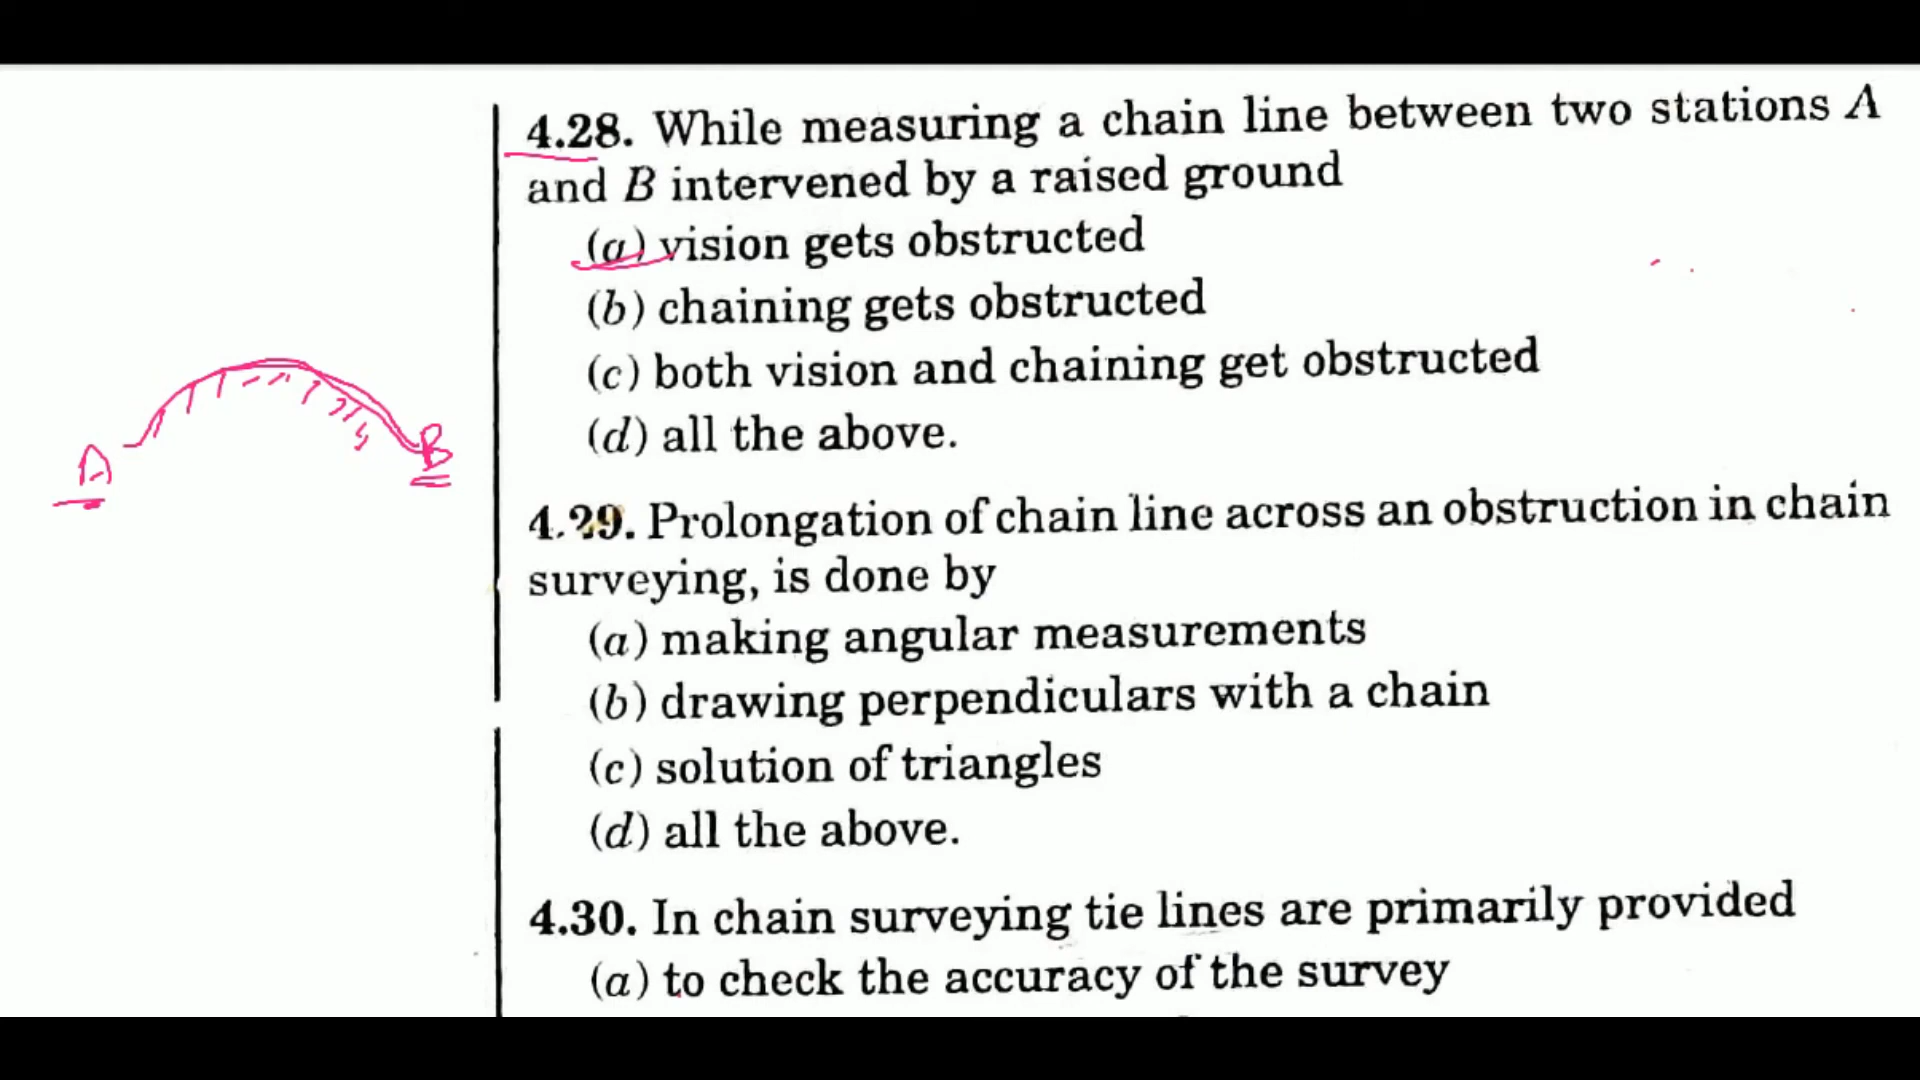 4.28. While measuring a chain line between two stations A
and B intervened by a raised ground
(a) vision gets obstructed
(b) chaining gets obstructed
(c) both vision and chaining get obstructed
(d) all the above.
A
B
4.29. Prolongation of chain line across an obstruction in chain
surveying, is done by
(a) making angular measurements
(b) drawing perpendiculars with a chain
(c) solution of triangles
(d) all the above.
4.30. In chain surveying tie lines are primarily provided
(a) to check the accuracy of the survey